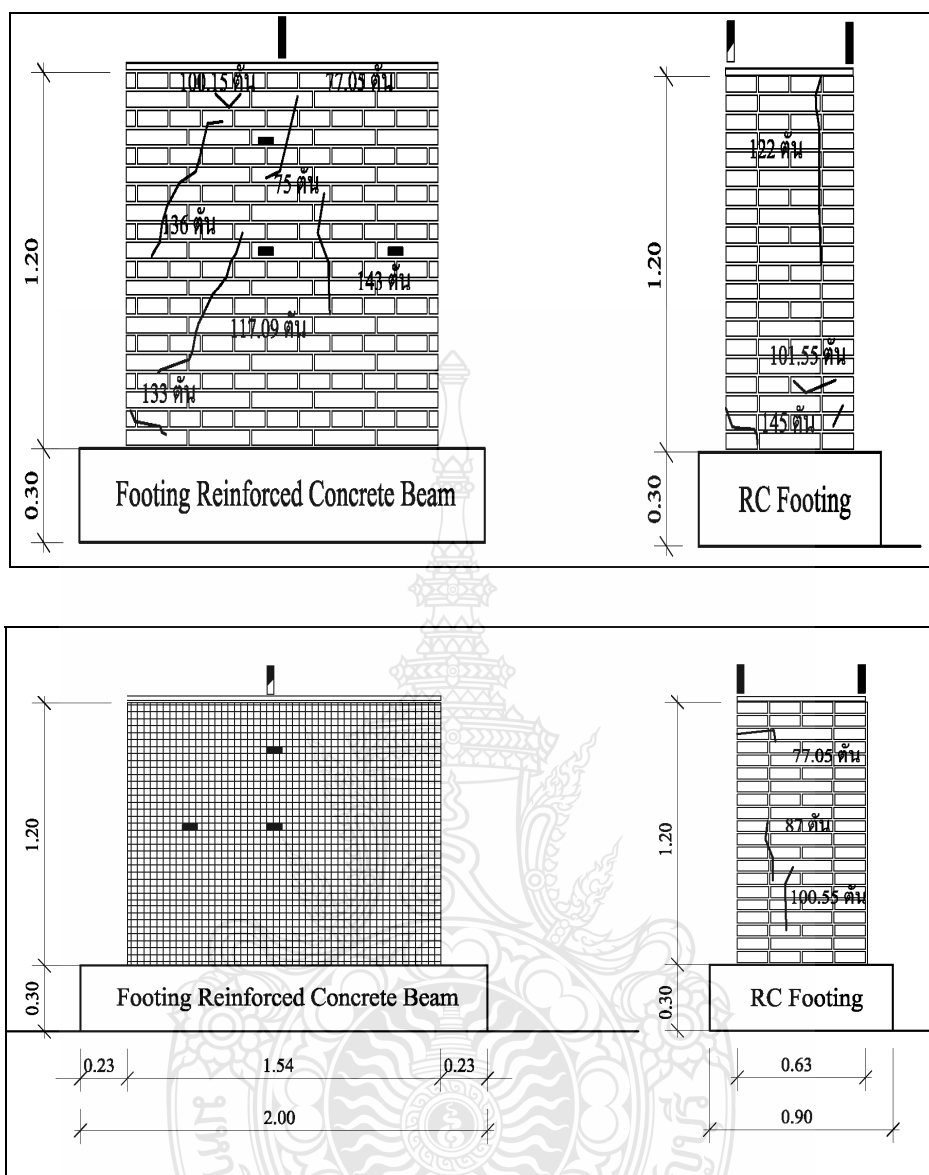 100.15 ตัน
77.05 ตัน
75 ตัน
136 ตัน
143 ตัน
117.09 ตัน
133 ตัน
1.20
0.30
Footing Reinforced Concrete Beam
122 ตัน
101.55 ตัน
145 ตัน
1.20
0.30
RC Footing
1.20
0.30
Footing Reinforced Concrete Beam
0.23
1.54
0.23
2.00
77.05 ตัน
87 ตัน
100.55 ตัน
1.20
0.30
RC Footing
0.63
0.90